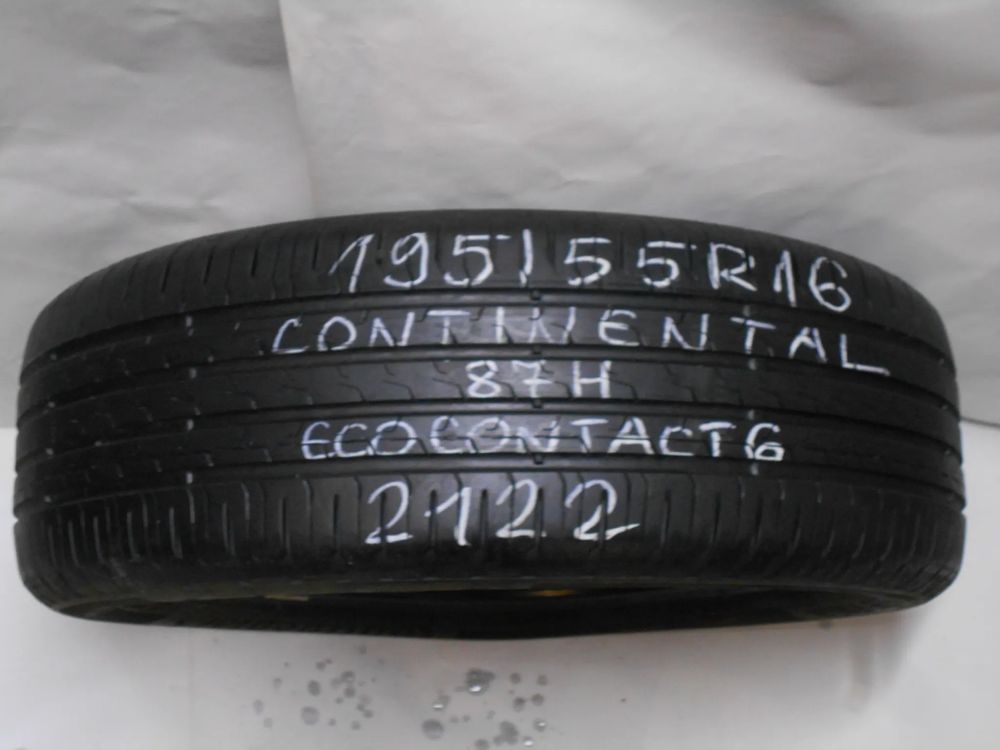 195/55R16
CONTINENTAL
87H
ECOCONTACT6
2122